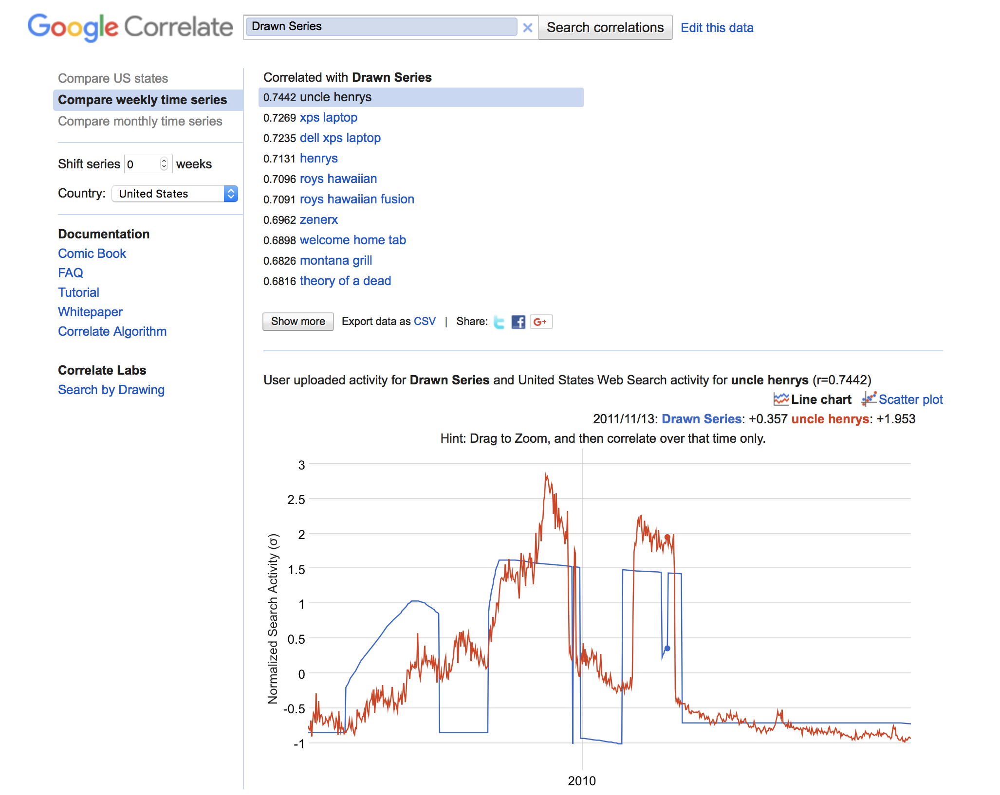 Google Correlate Drawn Series × Search correlations Edit this data
Compare US states
Compare weekly time series
Compare monthly time series
Shift series 0 weeks
Country: United States
Documentation
Comic Book
FAQ
Tutorial
Whitepaper
Correlate Algorithm
Correlate Labs
Search by Drawing
Correlated with Drawn Series
0.7442 uncle henrys
0.7269 xps laptop
0.7235 dell xps laptop
0.7131 henrys
0.7096 roys hawaiian
0.7091 roys hawaiian fusion
0.6962 zenerx
0.6898 welcome home tab
0.6826 montana grill
0.6816 theory of a dead
Show more Export data as CSV | Share: t f G+
User uploaded activity for Drawn Series and United States Web Search activity for uncle henrys (r=0.7442)
Line chart Scatter plot
2011/11/13: Drawn Series: +0.357 uncle henrys: +1.953
Hint: Drag to Zoom, and then correlate over that time only.
Normalized Search Activity (σ)
3
2.5
2
1.5
1
0.5
0
-0.5
-1
2010